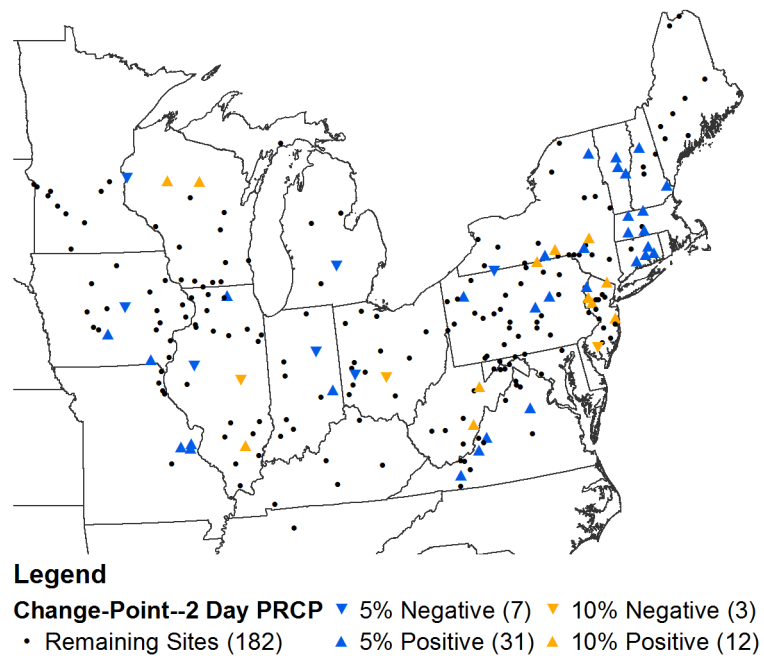 Legend
Change-Point--2 Day PRCP ▼ 5% Negative (7) ▼ 10% Negative (3)
• Remaining Sites (182) ▲ 5% Positive (31) ▲ 10% Positive (12)